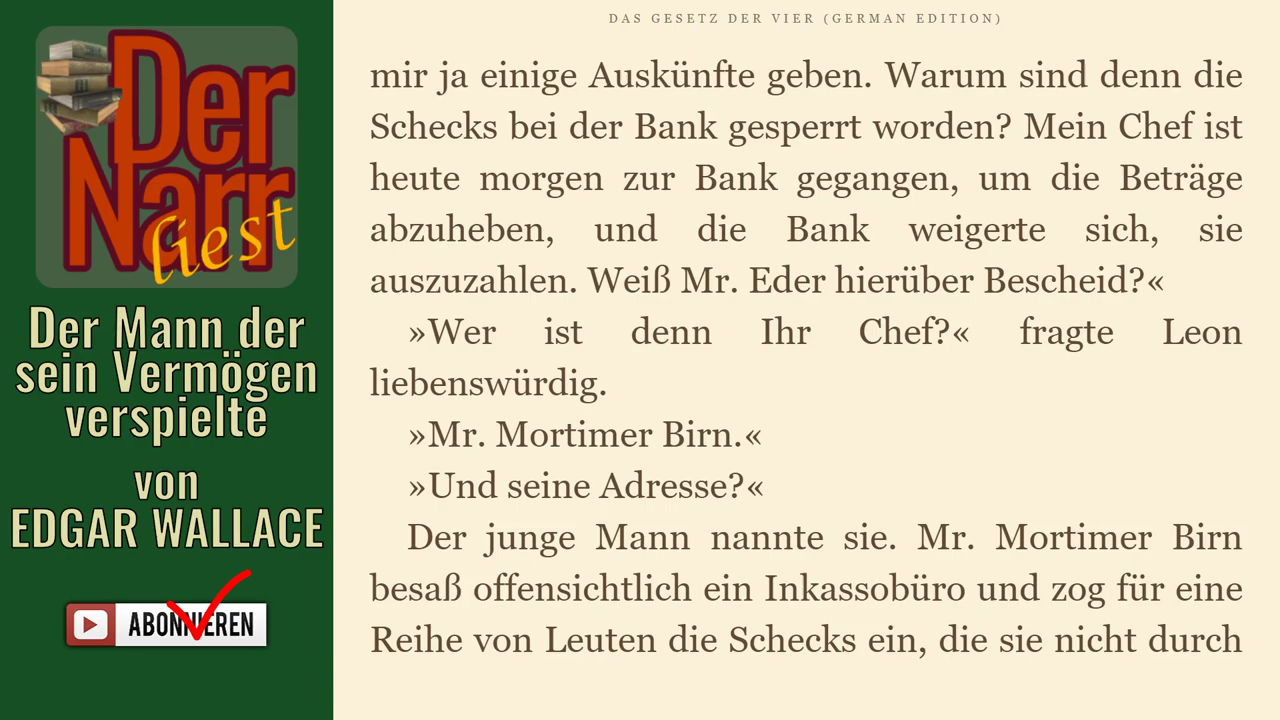 Der
Narr
liest
Der Mann der
sein Vermögen
verspielte
von
EDGAR WALLACE
ABONNIEREN
DAS GESETZ DER VIER (GERMAN EDITION)
mir ja einige Auskünfte geben. Warum sind denn die
Schecks bei der Bank gesperrt worden? Mein Chef ist
heute morgen zur Bank gegangen, um die Beträge
abzuheben, und die Bank weigerte sich, sie
auszuzahlen. Weiß Mr. Eder hierüber Bescheid?«
»Wer ist denn Ihr Chef?« fragte Leon
liebenswürdig.
»Mr. Mortimer Birn.«
»Und seine Adresse?«
Der junge Mann nannte sie. Mr. Mortimer Birn
besaß offensichtlich ein Inkassobüro und zog für eine
Reihe von Leuten die Schecks ein, die sie nicht durch